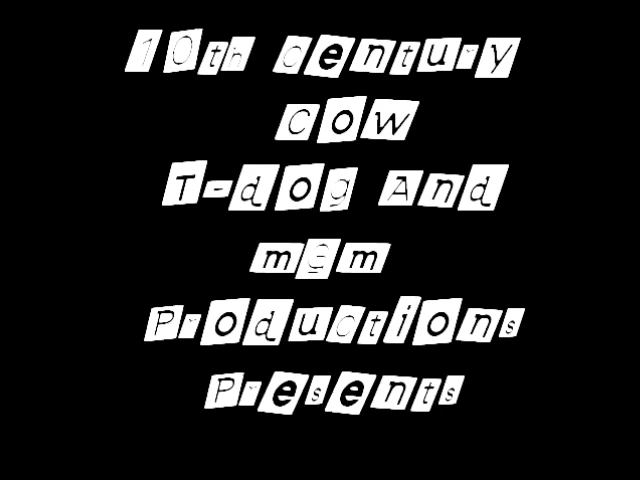 10th century
cow
T-dog And
mgm
Productions
Presents